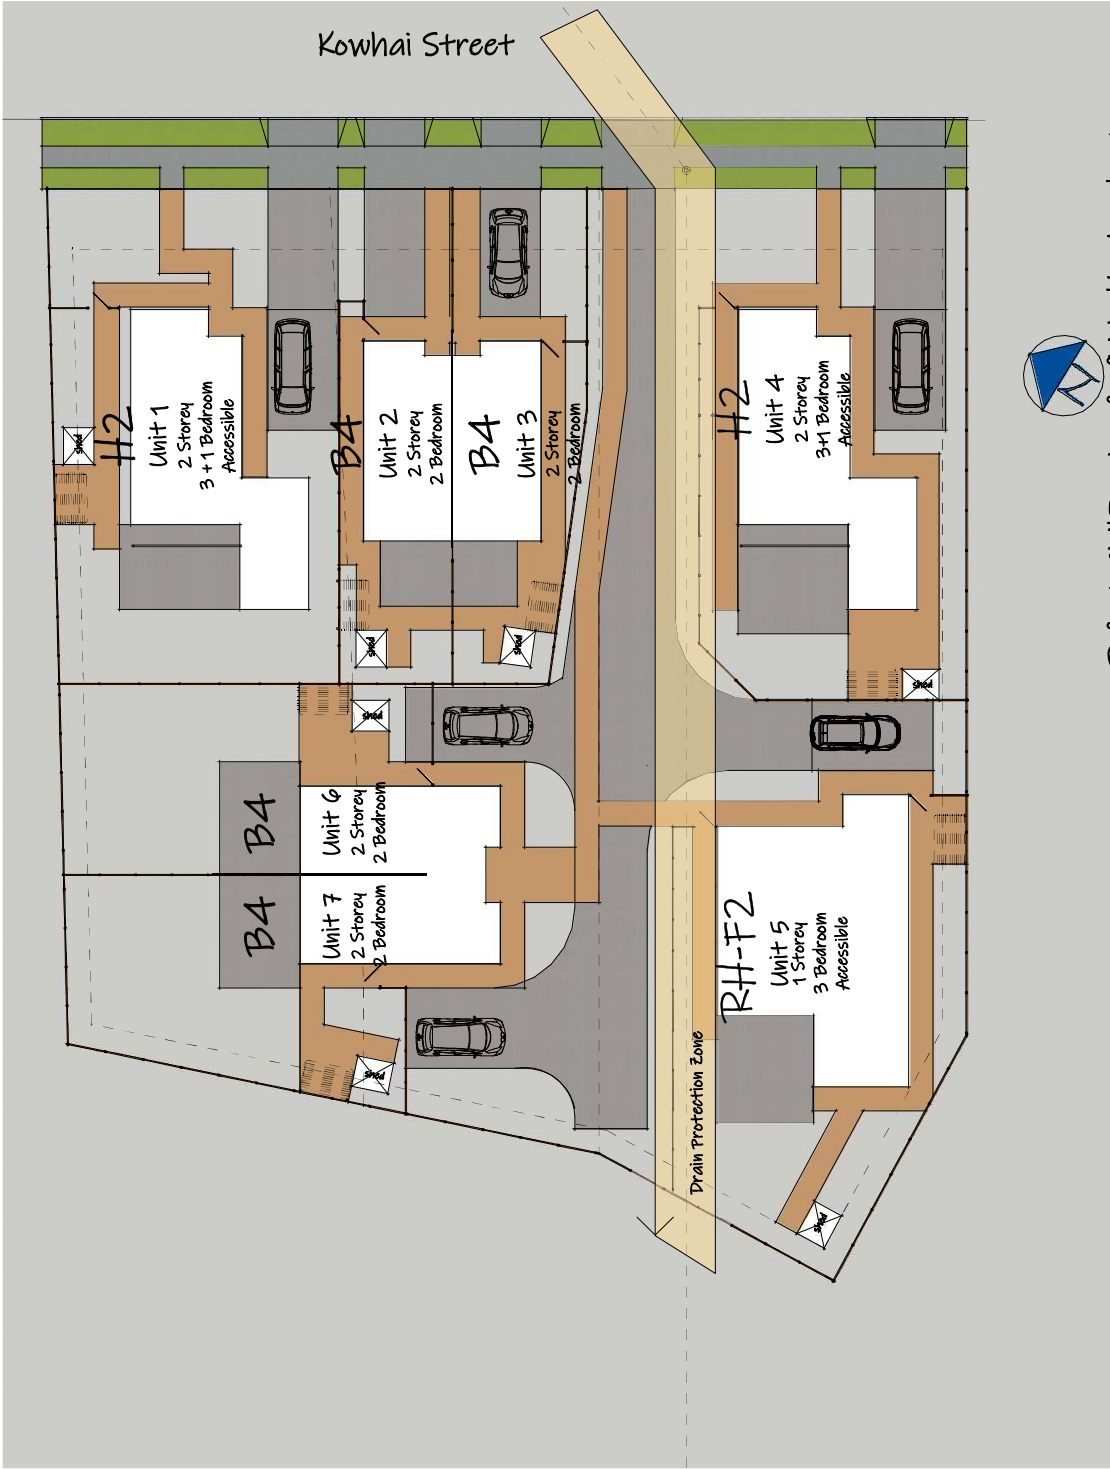 Kowhai Street
H2
Unit 1
2 Storey
3 + 1 Bedroom
Accessible
shed
B4
Unit 2
2 Storey
2 Bedroom
B4
Unit 3
2 Storey
2 Bedroom
shed
shed
H2
Unit 4
2 Storey
3+1 Bedroom
Accessible
shed
B4
Unit 6
2 Storey
2 Bedroom
shed
B4
Unit 7
2 Storey
2 Bedroom
shed
RH-F2
Unit 5
1 Storey
3 Bedroom
Accessible
shed
Drain Protection Zone